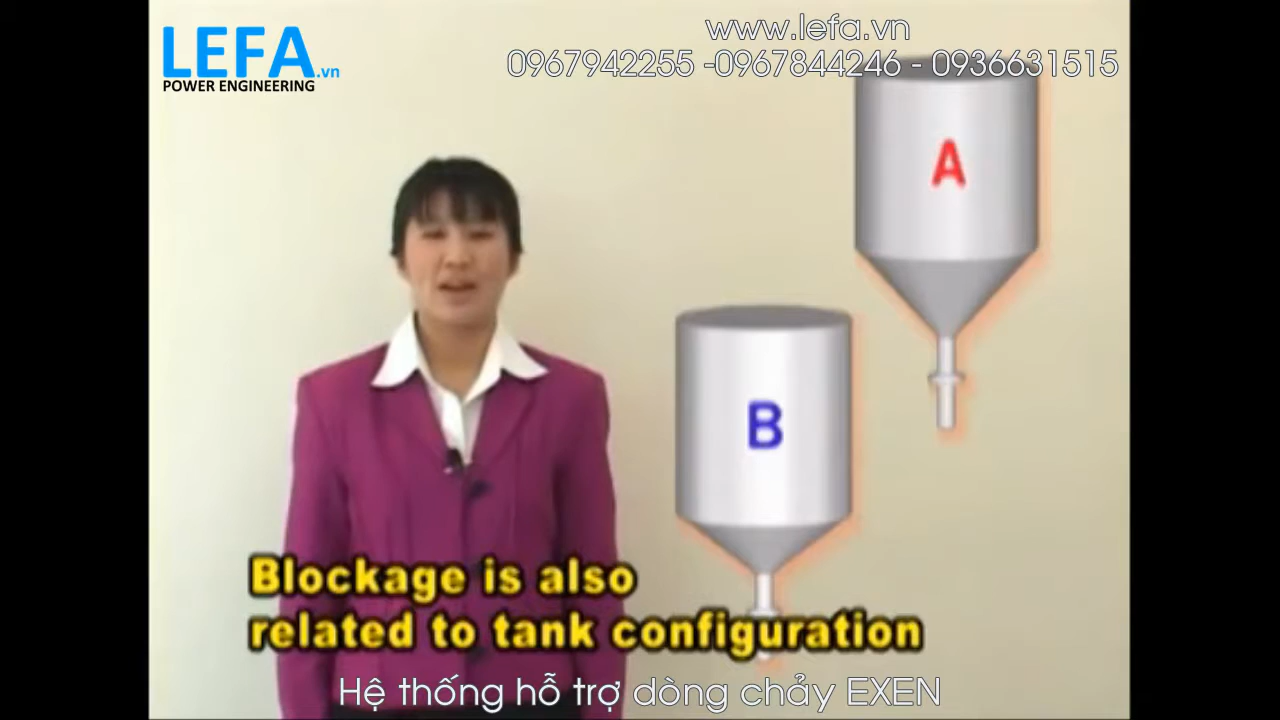 LEFA.vn
POWER ENGINEERING
www.lefa.vn
0967942255 -0967844246 - 0936631515
A
B
Blockage is also
related to tank configuration
Hệ thống hỗ trợ dòng chảy EXEN